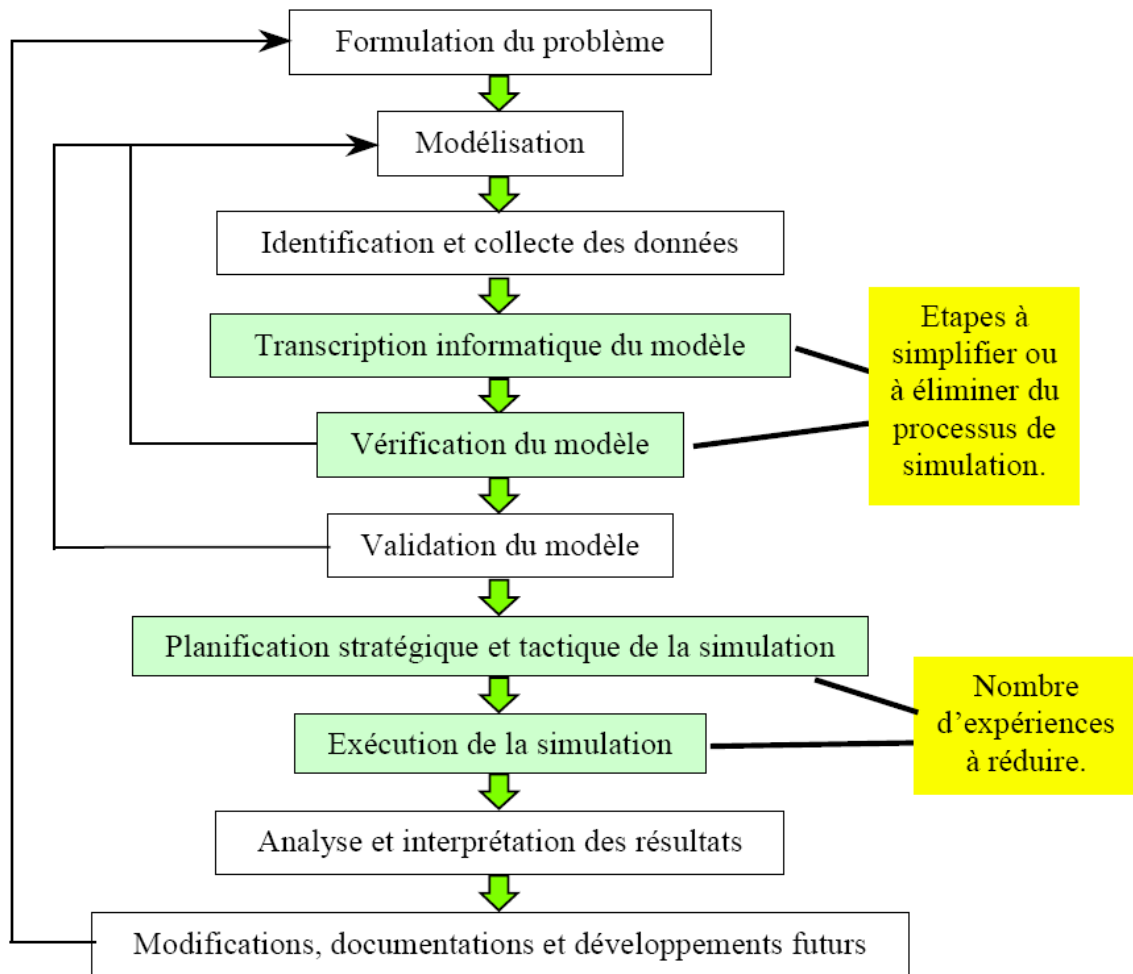 Formulation du problème
Modélisation
Identification et collecte des données
Transcription informatique du modèle
Etapes à
simplifier ou
à éliminer du
processus de
simulation.
Vérification du modèle
Validation du modèle
Planification stratégique et tactique de la simulation
Nombre
d’expériences
à réduire.
Exécution de la simulation
Analyse et interprétation des résultats
Modifications, documentations et développements futurs